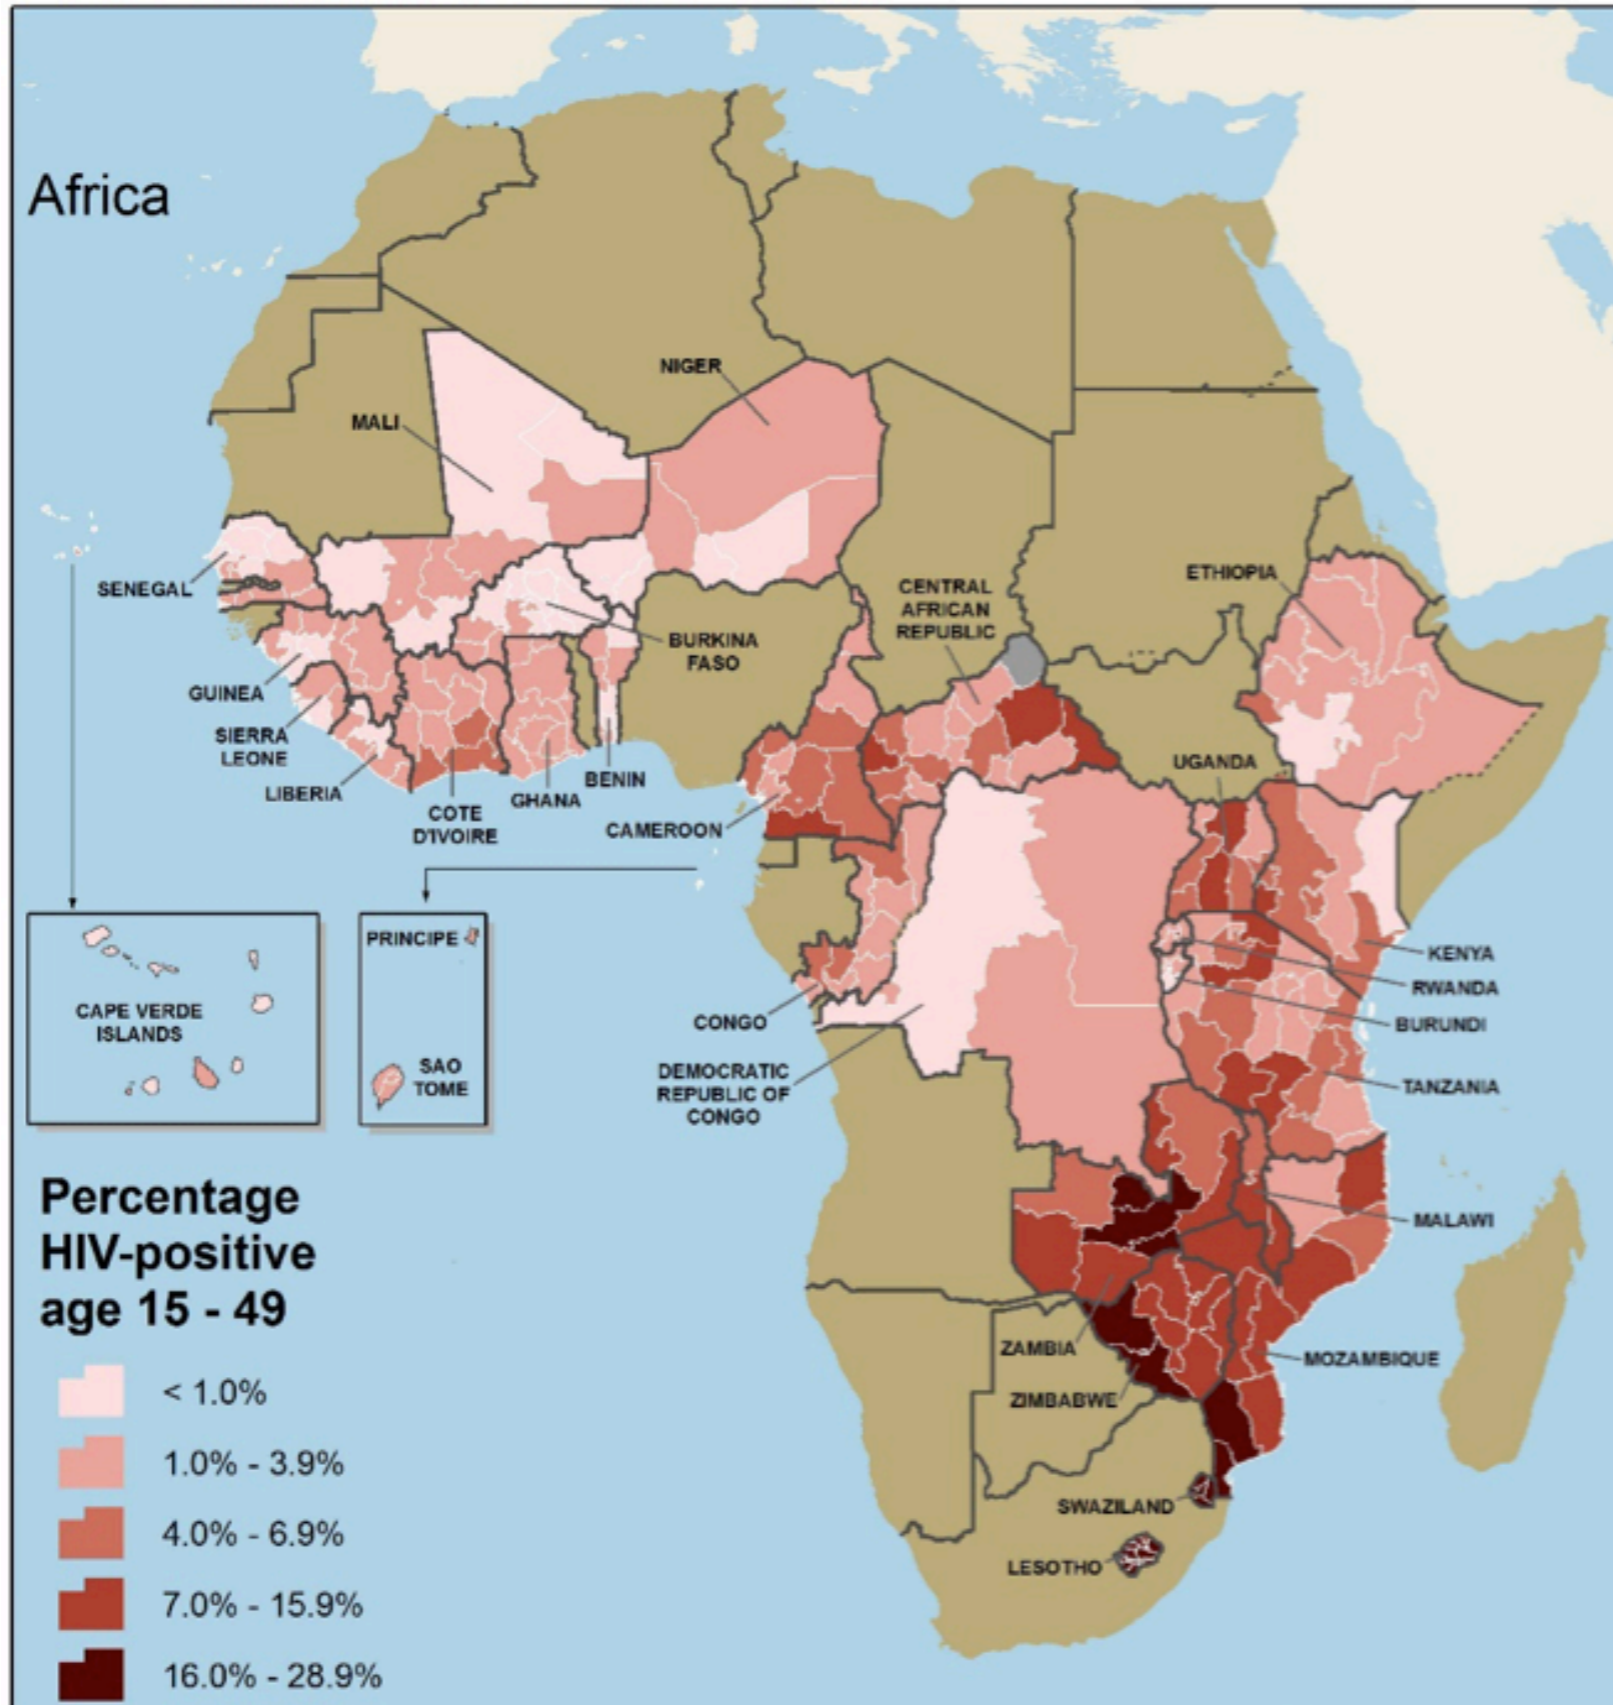 Africa
NIGER
MALI
ETHIOPIA
CENTRAL
AFRICAN
REPUBLIC
SENEGAL
BURKINA
FASO
GUINEA
SIERRA
LEONE
UGANDA
LIBERIA
BENIN
GHANA
COTE
D'IVOIRE
CAMEROON
PRINCIPE
KENYA
CAPE VERDE
ISLANDS
RWANDA
CONGO
BURUNDI
SAO
TOME
DEMOCRATIC
REPUBLIC OF
CONGO
TANZANIA
MALAWI
ZAMBIA
MOZAMBIQUE
ZIMBABWE
SWAZILAND
LESOTHO
Percentage
HIV-positive
age 15 - 49
< 1.0%
1.0% - 3.9%
4.0% - 6.9%
7.0% - 15.9%
16.0% - 28.9%